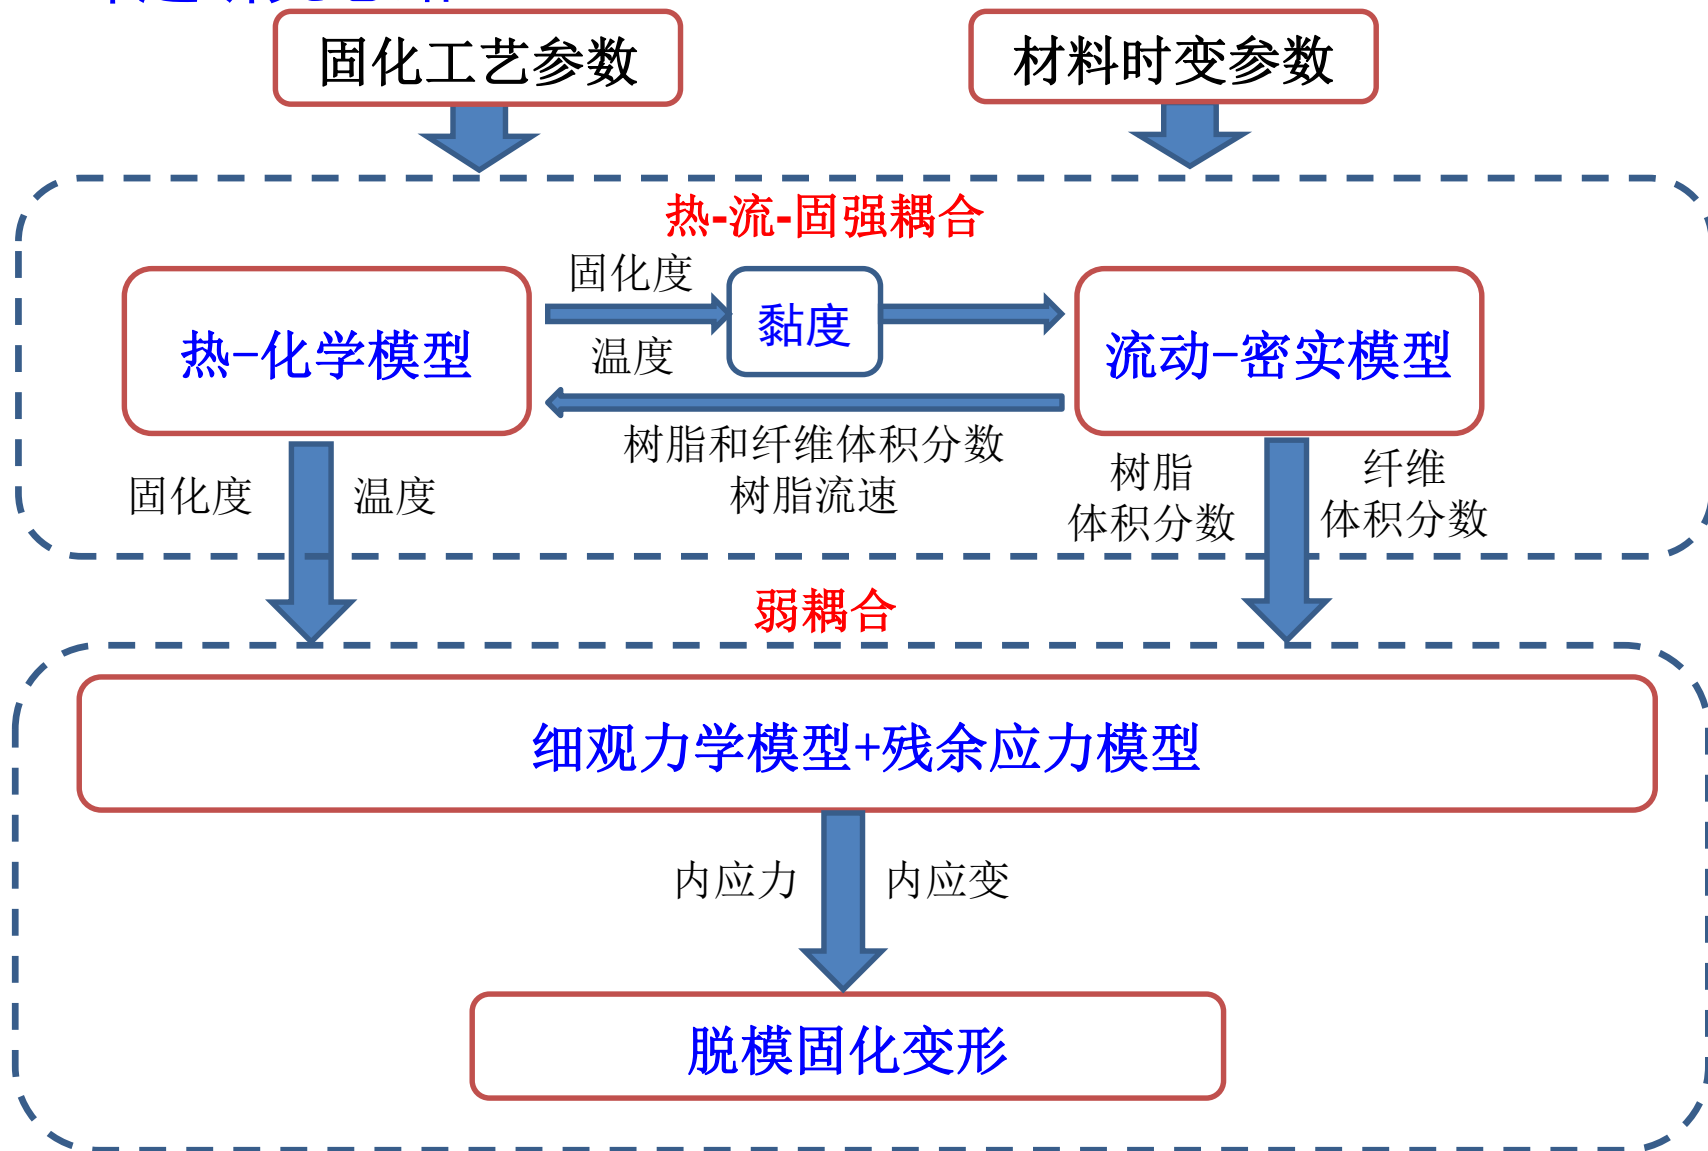 固化工艺参数
材料时变参数
热-流-固强耦合
固化度
黏度
温度
热-化学模型
流动-密实模型
树脂和纤维体积分数
树脂流速
固化度
温度
树脂
体积分数
纤维
体积分数
弱耦合
细观力学模型+残余应力模型
内应力
内应变
脱模固化变形